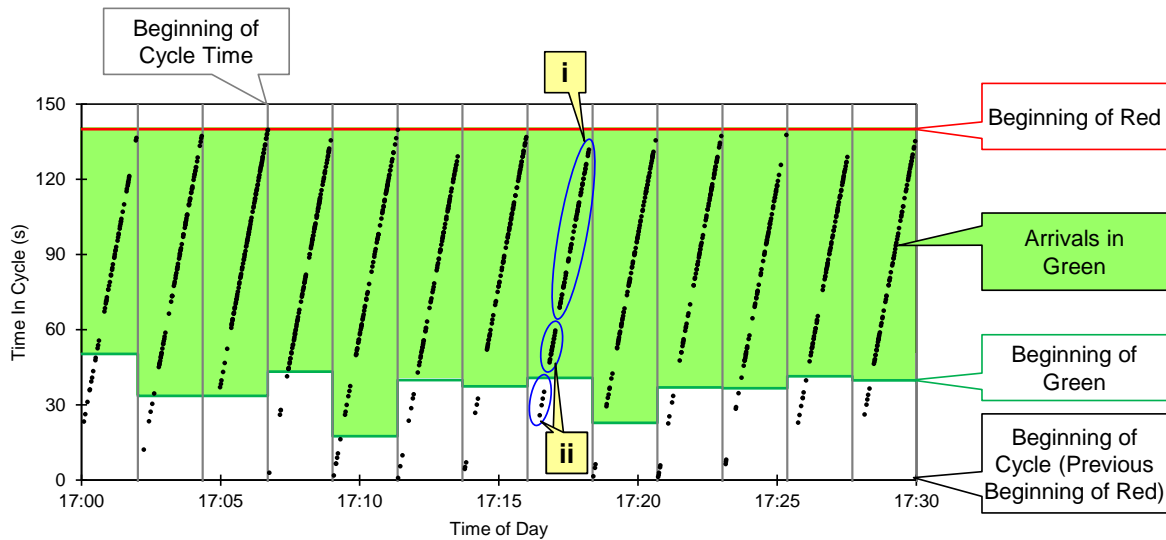 Beginning of
Cycle Time
i
150
120
90
60
30
0
Time In Cycle (s)
17:00
17:05
17:10
17:15
17:20
17:25
17:30
Time of Day
ii
Beginning of Red
Arrivals in
Green
Beginning of
Green
Beginning of
Cycle (Previous
Beginning of Red)